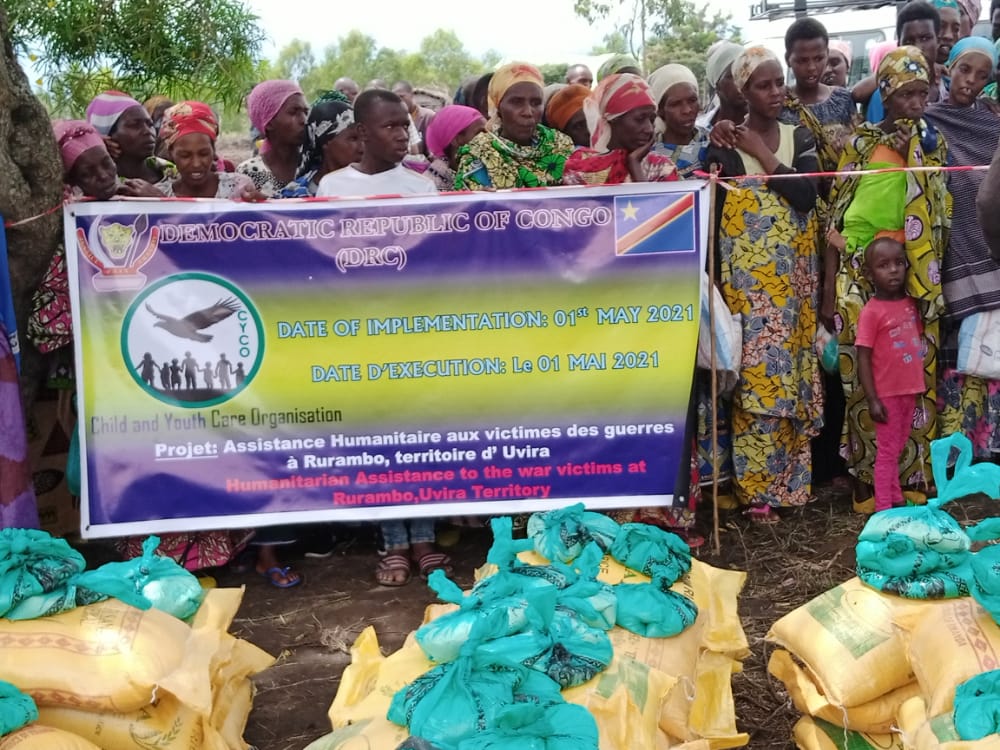 DEMOCRATIC REPUBLIC OF CONGO
(DRC)
CYCO
DATE OF IMPLEMENTATION: 01st MAY 2021
DATE D'EXECUTION: Le 01 MAI 2021
Child and Youth Care Organisation
Projet: Assistance Humanitaire aux victimes des guerres
à Rurambo, territoire d' Uvira
Humanitarian Assistance to the war victims at
Rurambo,Uvira Territory